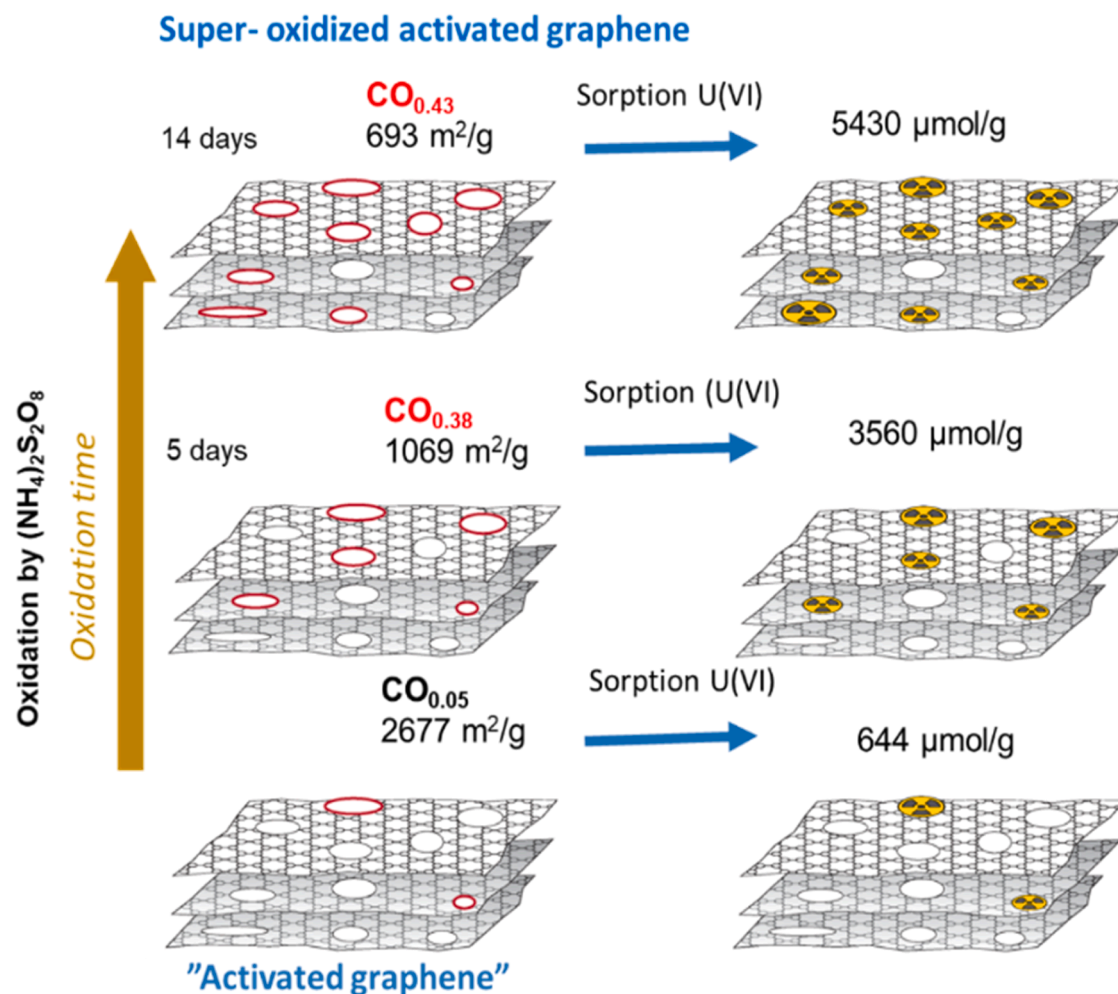 Super- oxidized activated graphene
CO₀.₄₃
Sorption U(VI)
14 days
693 m²/g
5430 µmol/g
CO₀.₃₈
Sorption (U(VI)
5 days
1069 m²/g
3560 µmol/g
Oxidation by (NH₄)₂S₂O₈
Oxidation time
CO₀.₀₅
Sorption U(VI)
2677 m²/g
644 µmol/g
”Activated graphene”